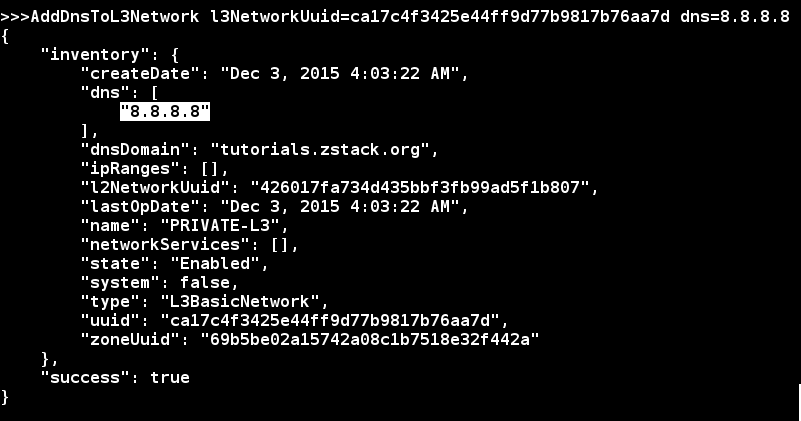 >>>AddDnsToL3Network l3NetworkUuid=ca17c4f3425e44ff9d77b9817b76aa7d dns=8.8.8.8
{
    "inventory": {
        "createDate": "Dec 3, 2015 4:03:22 AM",
        "dns": [
            "8.8.8.8"
        ],
        "dnsDomain": "tutorials.zstack.org",
        "ipRanges": [],
        "l2NetworkUuid": "426017fa734d435bbf3fb99ad5f1b807",
        "lastOpDate": "Dec 3, 2015 4:03:22 AM",
        "name": "PRIVATE-L3",
        "networkServices": [],
        "state": "Enabled",
        "system": false,
        "type": "L3BasicNetwork",
        "uuid": "ca17c4f3425e44ff9d77b9817b76aa7d",
        "zoneUuid": "69b5be02a15742a08c1b7518e32f442a"
    },
    "success": true
}